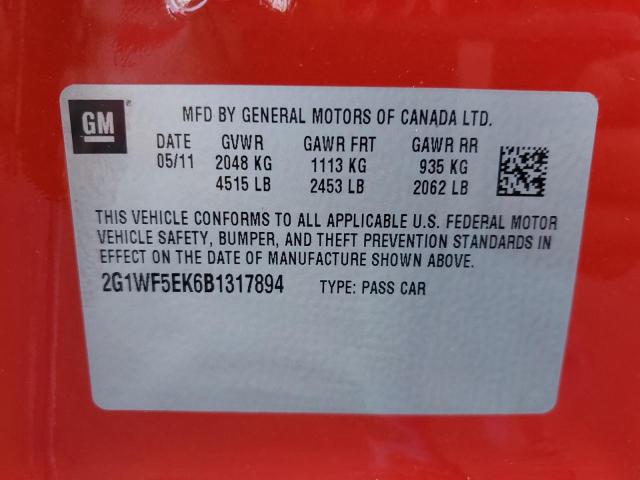 GM
MFD BY GENERAL MOTORS OF CANADA LTD.
DATE GVWR GAWR FRT GAWR RR
05/11 2048 KG 1113 KG 935 KG
4515 LB 2453 LB 2062 LB
THIS VEHICLE CONFORMS TO ALL APPLICABLE U.S. FEDERAL MOTOR
VEHICLE SAFETY, BUMPER, AND THEFT PREVENTION STANDARDS IN
EFFECT ON THE DATE OF MANUFACTURE SHOWN ABOVE.
2G1WF5EK6B1317894 TYPE: PASS CAR